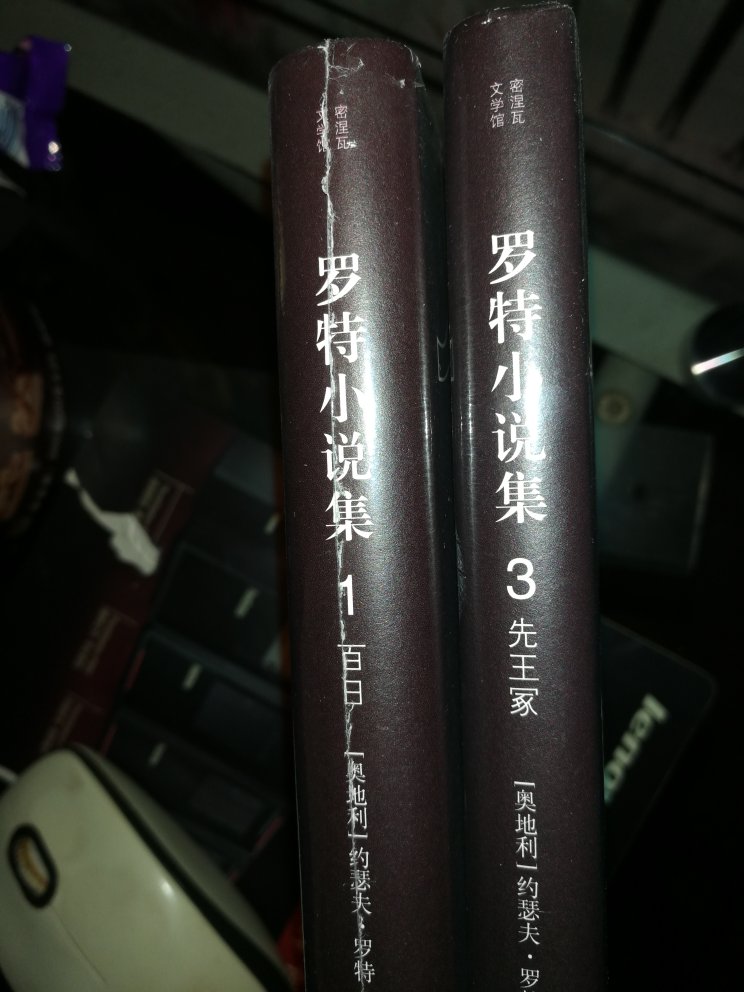 密涅瓦
文学馆
罗特小说集
1
百日
[奥地利]约瑟夫·罗特
密涅瓦
文学馆
罗特小说集
3
先王冢
[奥地利]约瑟夫·罗